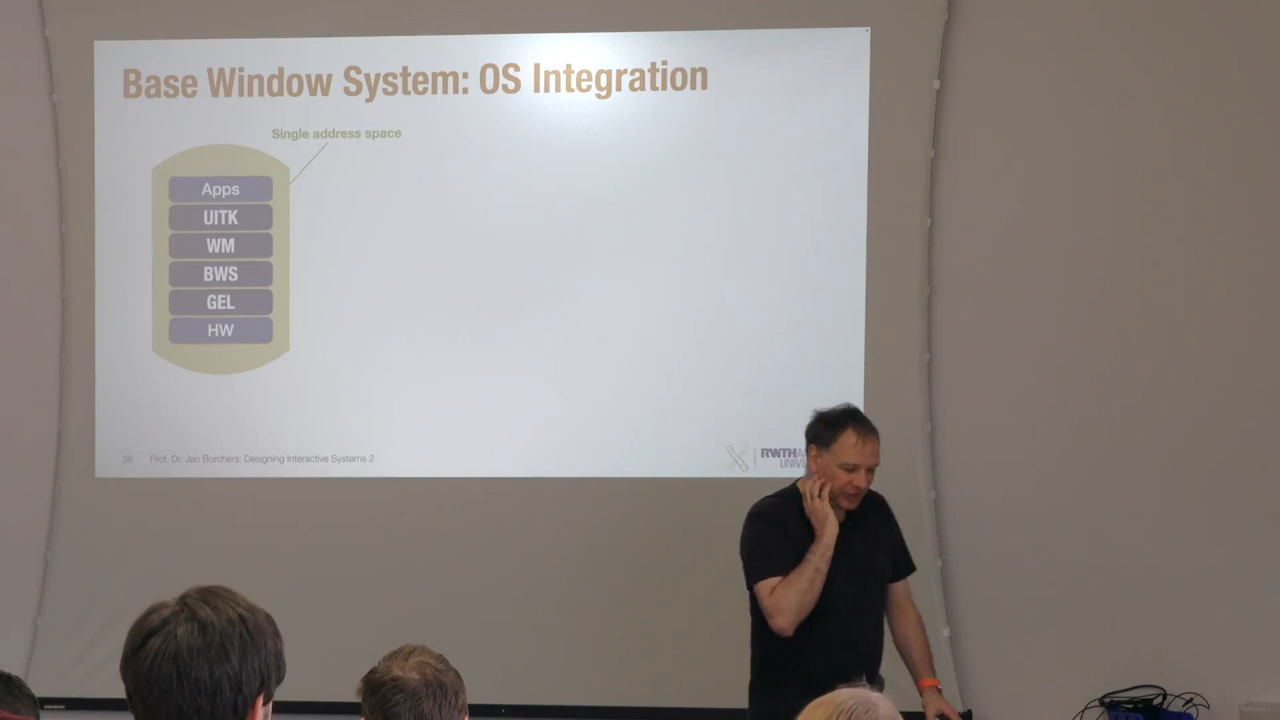 Base Window System: OS Integration
Single address space
Apps
UITK
WM
BWS
GEL
HW
38 Prof. Dr. Jan Borchers: Designing Interactive Systems 2
RWTH